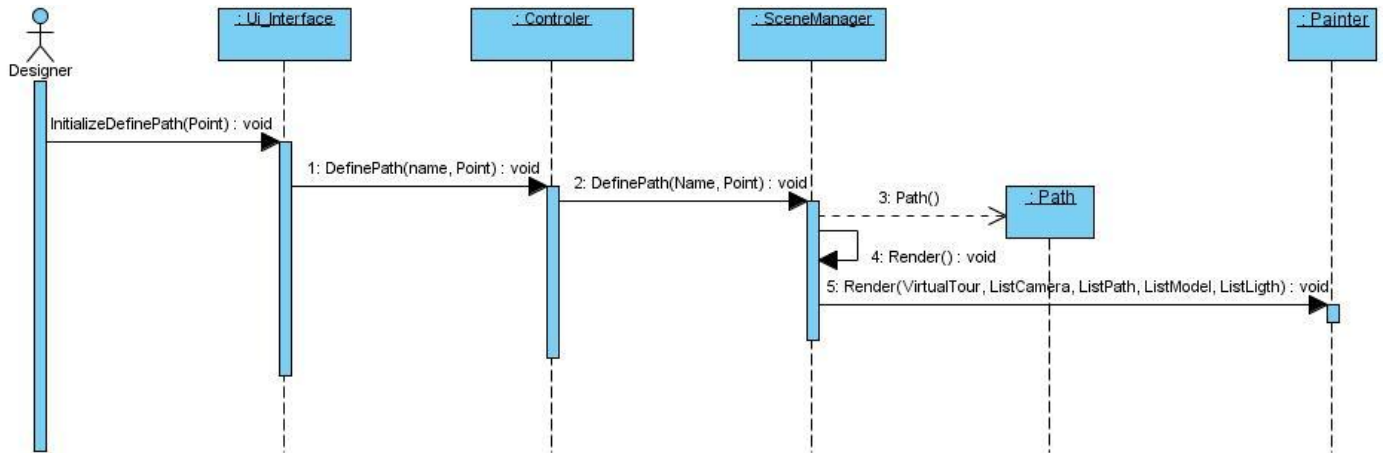 : Ui_Interface
: Controler
: SceneManager
: Painter
Designer
InitializeDefinePath(Point) : void
1: DefinePath(name, Point) : void
2: DefinePath(Name, Point) : void
3: Path()
: Path
4: Render() : void
5: Render(VirtualTour, ListCamera, ListPath, ListModel, ListLigth) : void